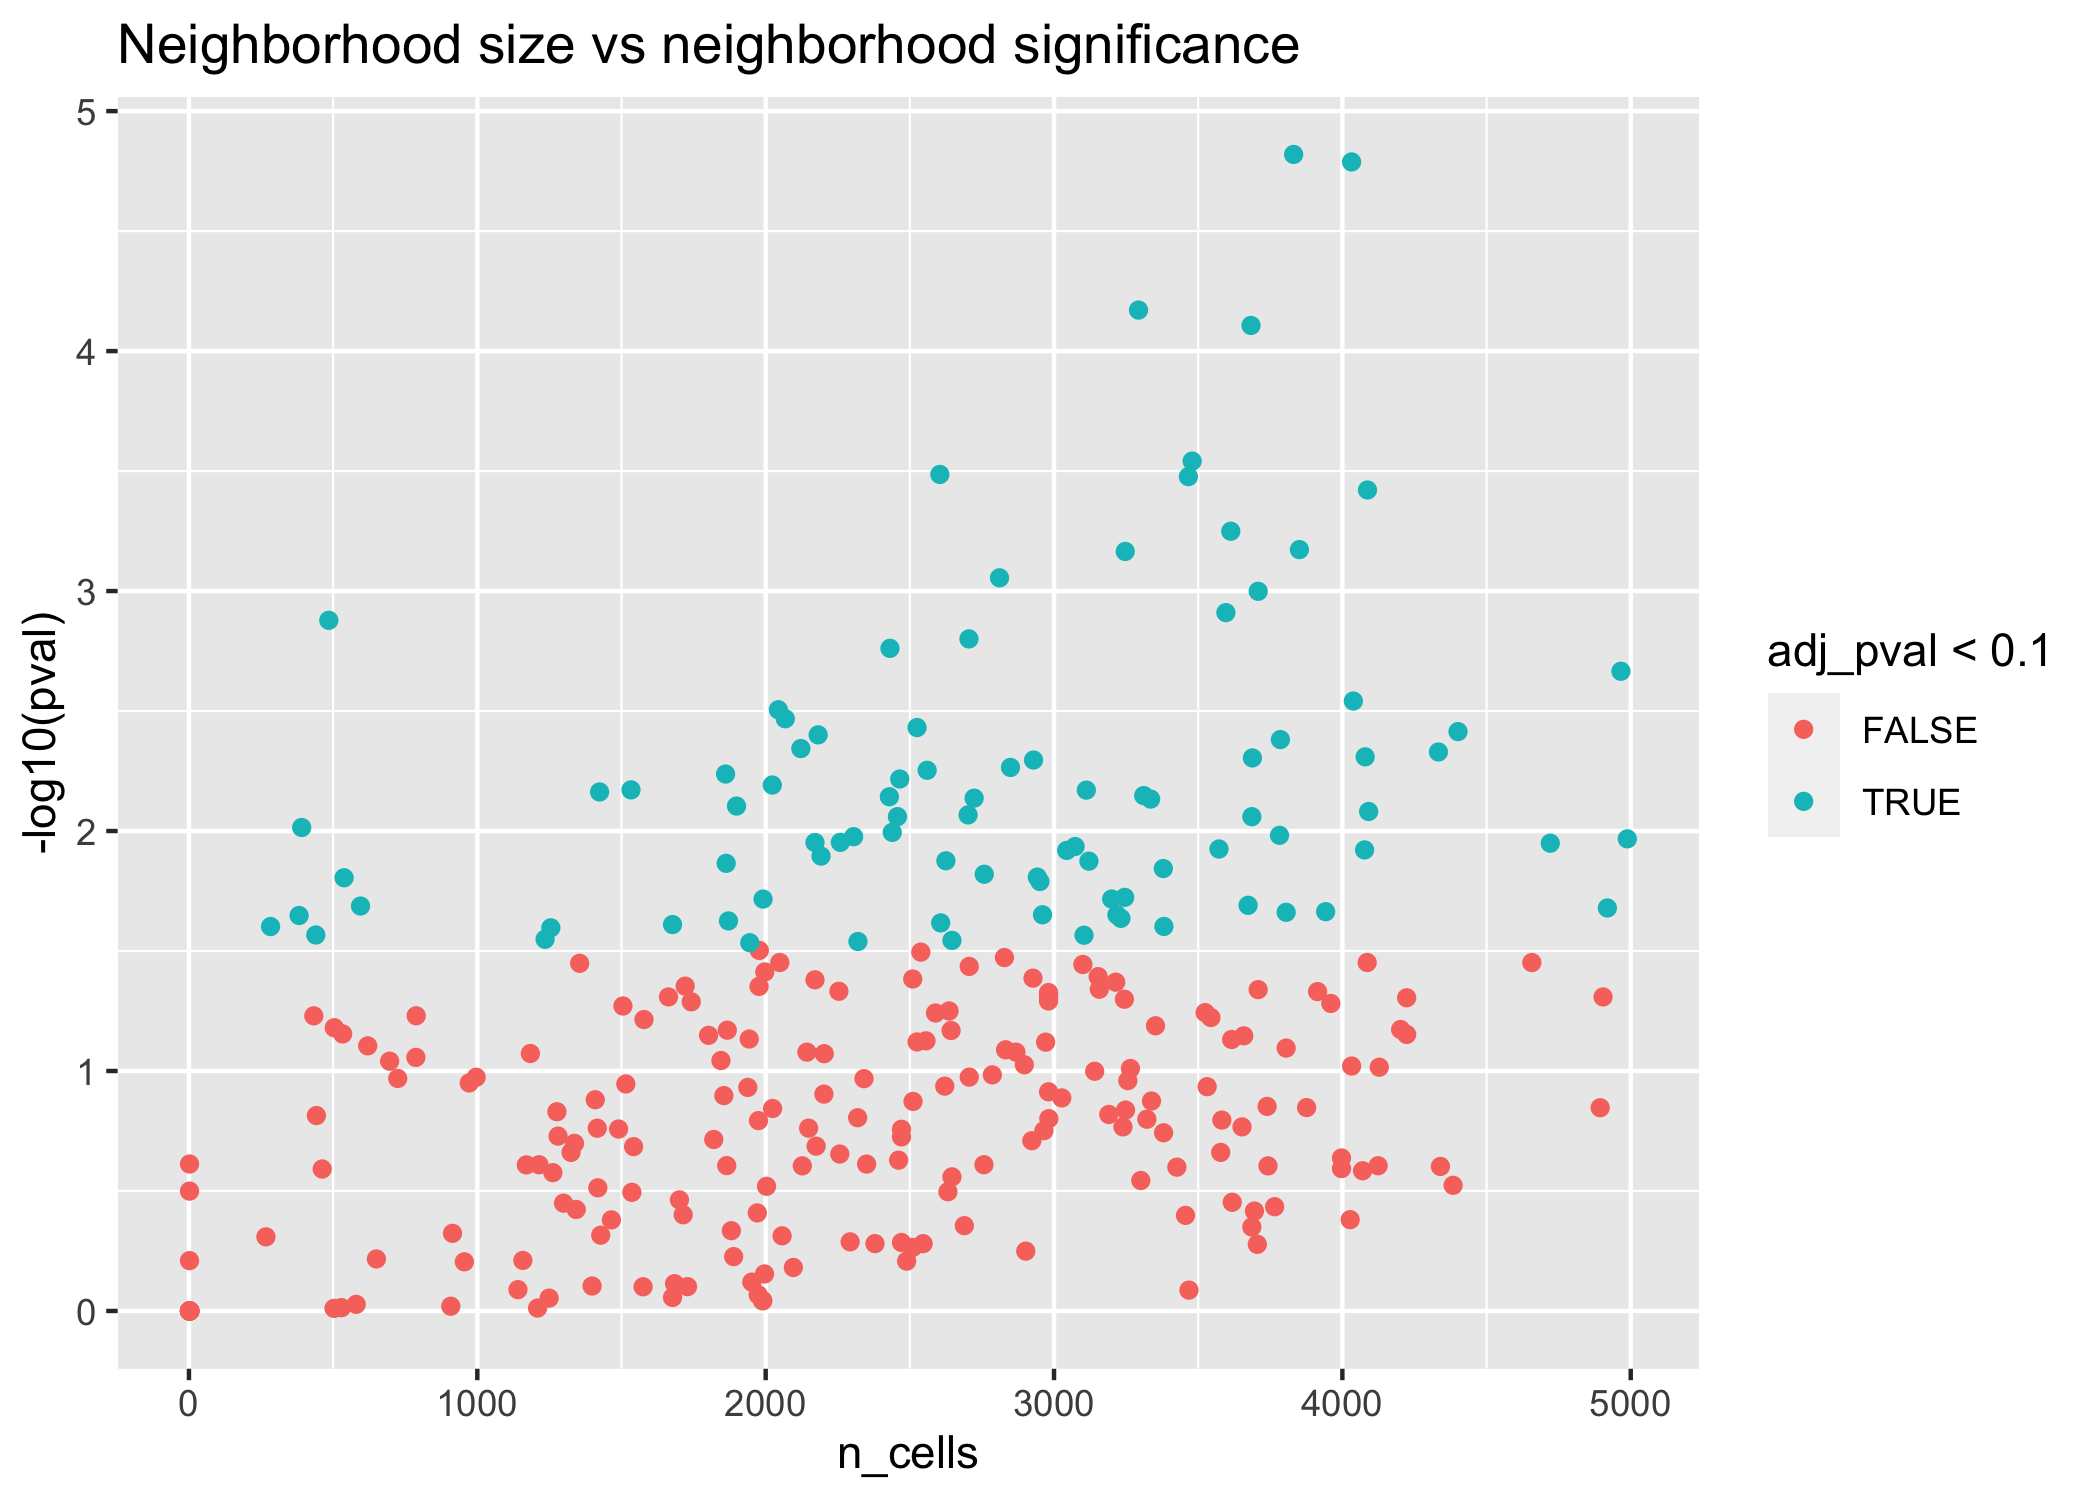 Neighborhood size vs neighborhood significance
5
4
3
2
1
0
-log10(pval)
0 1000 2000 3000 4000 5000
n_cells
adj_pval < 0.1
FALSE
TRUE